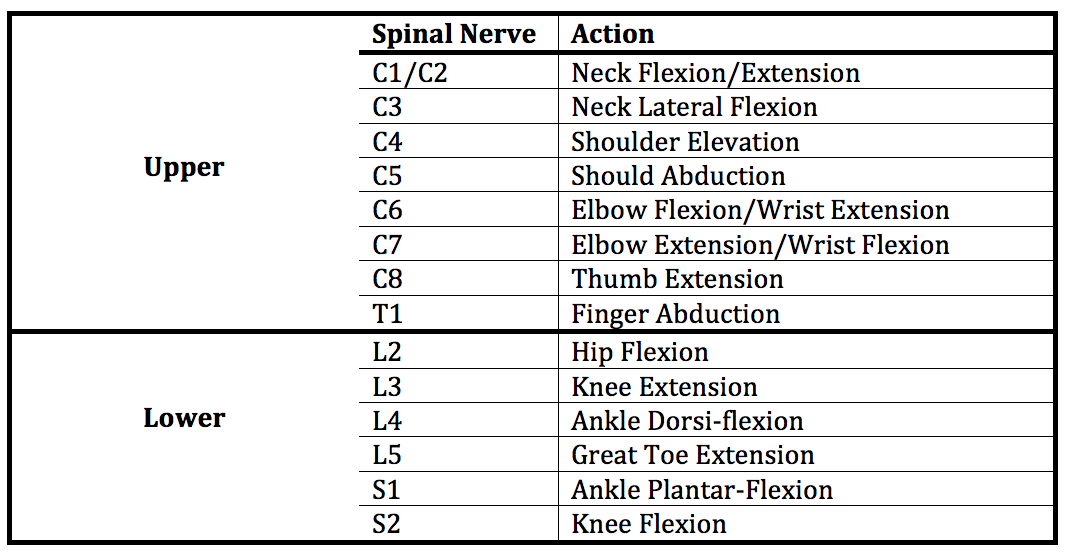 Spinal Nerve Action
Upper
C1/C2 Neck Flexion/Extension
C3 Neck Lateral Flexion
C4 Shoulder Elevation
C5 Should Abduction
C6 Elbow Flexion/Wrist Extension
C7 Elbow Extension/Wrist Flexion
C8 Thumb Extension
T1 Finger Abduction
Lower
L2 Hip Flexion
L3 Knee Extension
L4 Ankle Dorsi-flexion
L5 Great Toe Extension
S1 Ankle Plantar-Flexion
S2 Knee Flexion